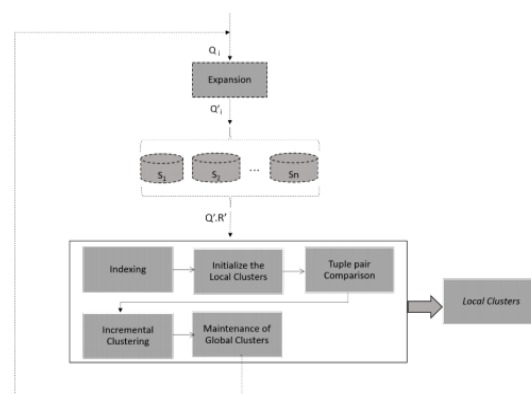 Q i
Expansion
Q'i
S1
S2
...
Sn
Q'.R'
Indexing
Initialize the
Local Clusters
Tuple pair
Comparison
Local Clusters
Incremental
Clustering
Maintenance of
Global Clusters